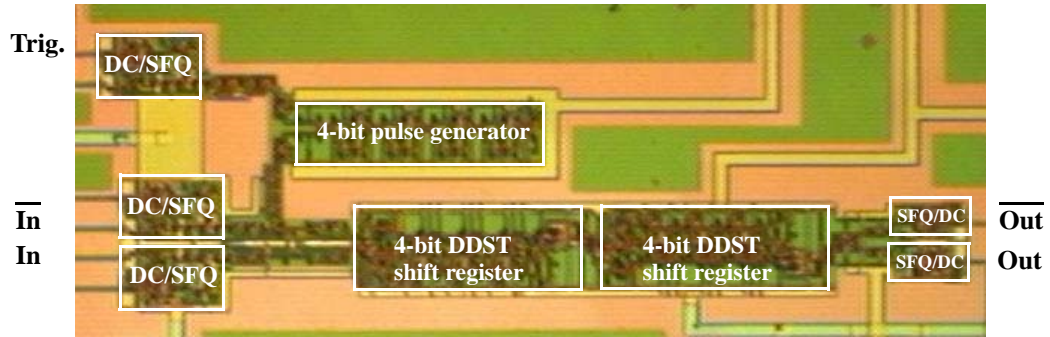 Trig.
DC/SFQ
4-bit pulse generator
DC/SFQ
In
In
DC/SFQ
4-bit DDST
shift register
4-bit DDST
shift register
SFQ/DC
SFQ/DC
Out
Out